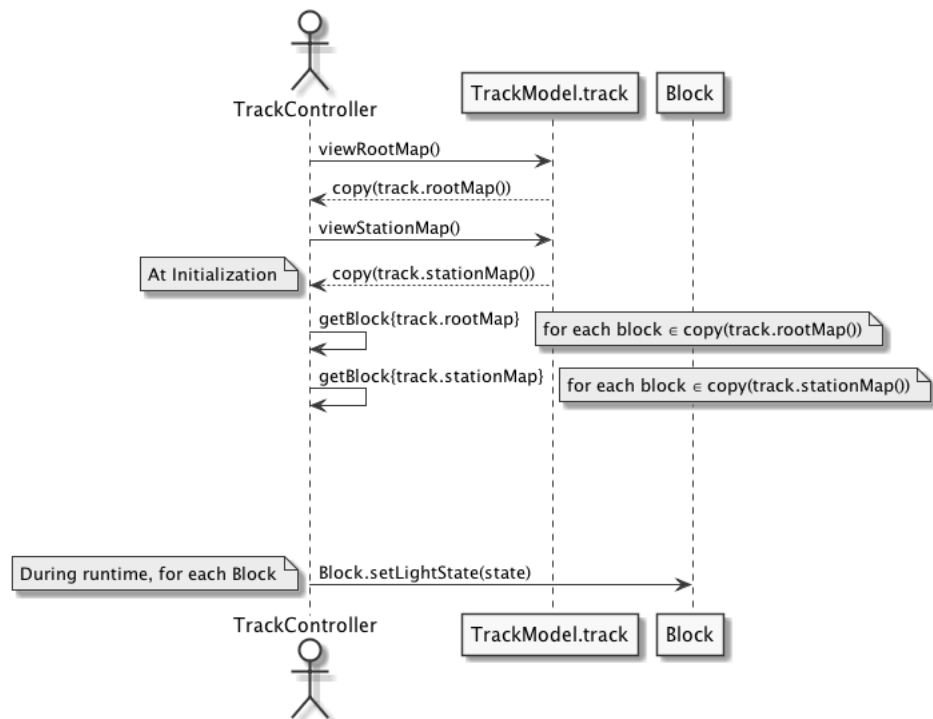 TrackController
TrackModel.track
Block
viewRootMap()
copy(track.rootMap())
viewStationMap()
At Initialization
copy(track.stationMap())
getBlock{track.rootMap}
for each block ∈ copy(track.rootMap())
getBlock{track.stationMap}
for each block ∈ copy(track.stationMap())
During runtime, for each Block
Block.setLightState(state)
TrackController
TrackModel.track
Block